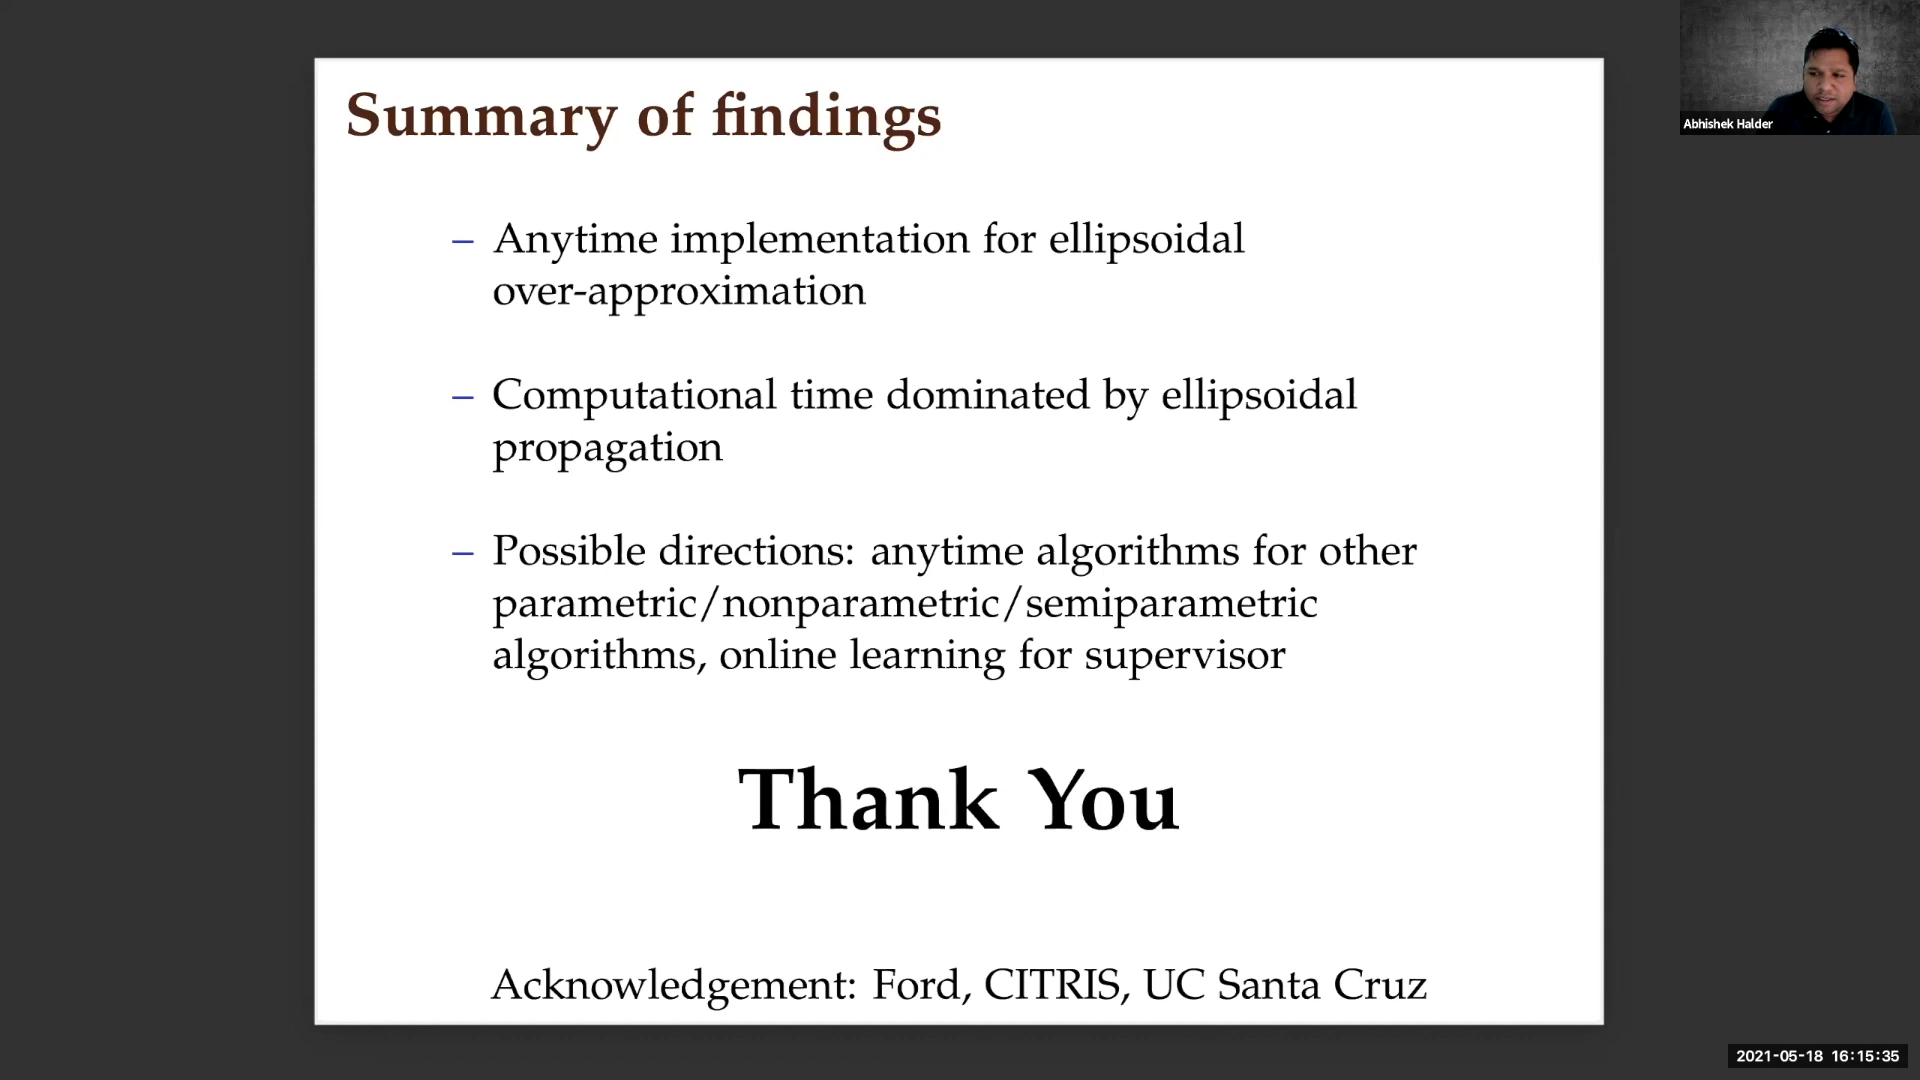 Summary of findings
Abhishek Halder
– Anytime implementation for ellipsoidal
over-approximation
– Computational time dominated by ellipsoidal
propagation
– Possible directions: anytime algorithms for other
parametric/nonparametric/semiparametric
algorithms, online learning for supervisor
Thank You
Acknowledgement: Ford, CITRIS, UC Santa Cruz
2021-05-18 16:15:35